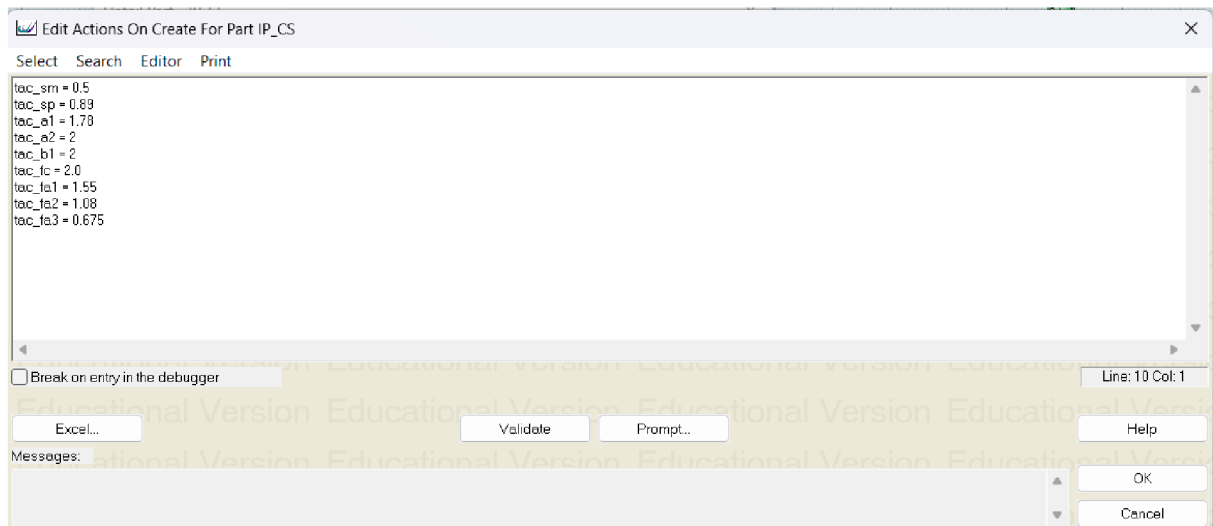 Edit Actions On Create For Part IP_CS
Select Search Editor Print
tac_sm = 0.5
tac_sp = 0.89
tac_a1 = 1.78
tac_a2 = 2
tac_b1 = 2
tac_fc = 2.0
tac_fa1 = 1.55
tac_fa2 = 1.08
tac_fa3 = 0.675
Break on entry in the debugger
Line: 10 Col: 1
Educational Version Educational Version Educational Version Educational Version
Excel...
Validate
Prompt...
Help
Messages:
OK
Cancel